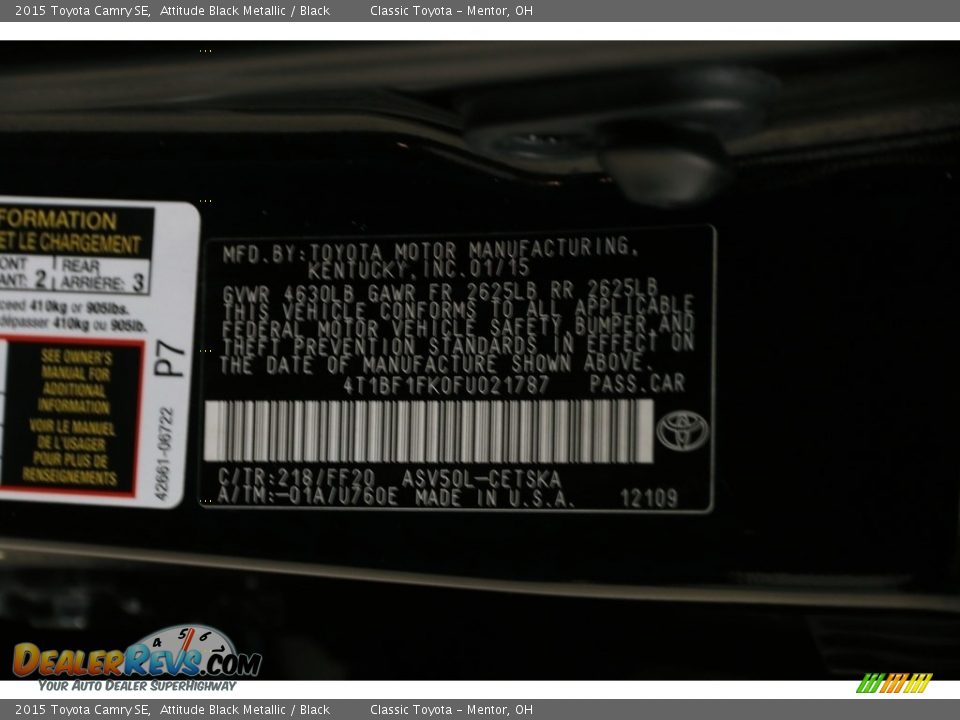 2015 Toyota Camry SE, Attitude Black Metallic / Black Classic Toyota – Mentor, OH
FORMATION
ET LE CHARGEMENT
REAR
2 ARRIÈRE: 3
410kg or 905lbs.
dépasser 410kg ou 905lb.
SEE OWNER'S
MANUAL FOR
ADDITIONAL
INFORMATION
VOIR LE MANUEL
DE L'USAGER
POUR PLUS DE
RENSEIGNEMENTS
P7
42661-06722
MFD.BY:TOYOTA MOTOR MANUFACTURING,
KENTUCKY,INC.01/15
GVWR 4630LB GAWR FR 2625LB RR 2625LB
THIS VEHICLE CONFORMS TO ALL APPLICABLE
FEDERAL MOTOR VEHICLE SAFETY,BUMPER,AND
THEFT PREVENTION STANDARDS IN EFFECT ON
THE DATE OF MANUFACTURE SHOWN ABOVE.
4T1BF1FK0FU021787 PASS.CAR
C/TR:218/FF20 ASV50L-CETSKA
A/TM:-01A/U760E MADE IN U.S.A. 12109
4 5 6 7
DEALERREVS.COM
YOUR AUTO DEALER SUPERHIGHWAY
2015 Toyota Camry SE, Attitude Black Metallic / Black Classic Toyota – Mentor, OH